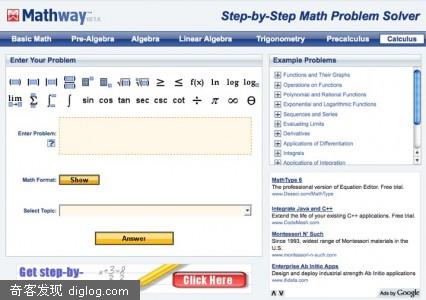 Mathway™
BETA
Step-by-Step Math Problem Solver
Basic Math Pre-Algebra Algebra Linear Algebra Trigonometry Precalculus Calculus
Enter Your Problem
≥ ≤ f(x) ln log log
lim Σ ∫ ∫ sin cos tan sec csc cot ÷ π ∞ Θ
Enter Problem:
?
Math Format: Show
Select Topic:
Answer
Example Problems
Functions and Their Graphs
Operations on Functions
Polynomial and Rational Functions
Exponential and Logarithmic Functions
Sequences and Series
Evaluating Limits
Derivatives
Applications of Differentiation
Integrals
Applications of Integration
MathType 6
The professional version of Equation Editor. Free trial.
www.Dessci.com/MathType
Integrate Java and C++
Extend the life of your existing C++ applications. Free trial.
www.CodeMesh.com
Montessori N' Such
Since 1993, widest range of Montessori materials in the U.S.
www.montessori-n-such.com
Enterprise Ab Initio Apps
Design and deploy industrial strength Ab Initio applications
Ads by Google
Get step-by-
Click Here
奇客发现 diglog.com